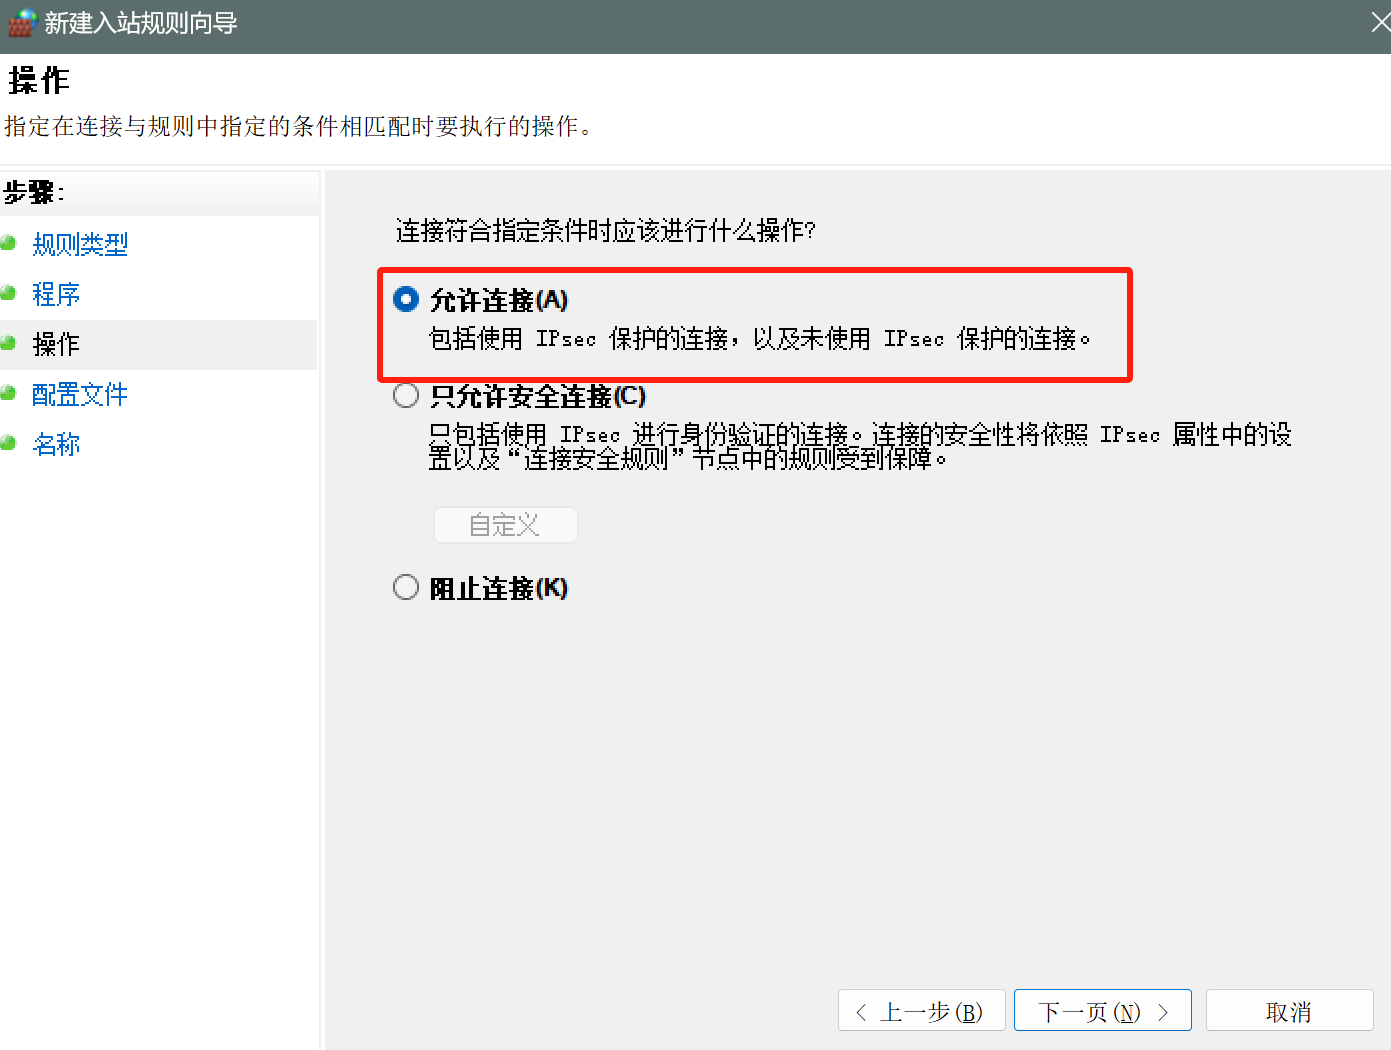 新建入站规则向导
操作
指定在连接与规则中指定的条件相匹配时要执行的操作。
步骤:
规则类型
程序
操作
配置文件
名称
连接符合指定条件时应该进行什么操作?
允许连接(A)
包括使用 IPsec 保护的连接，以及未使用 IPsec 保护的连接。
只允许安全连接(C)
只包括使用 IPsec 进行身份验证的连接。连接的安全性将依照 IPsec 属性中的设
置以及“连接安全规则”节点中的规则受到保障。
自定义
阻止连接(K)
< 上一步(B)
下一页(N) >
取消